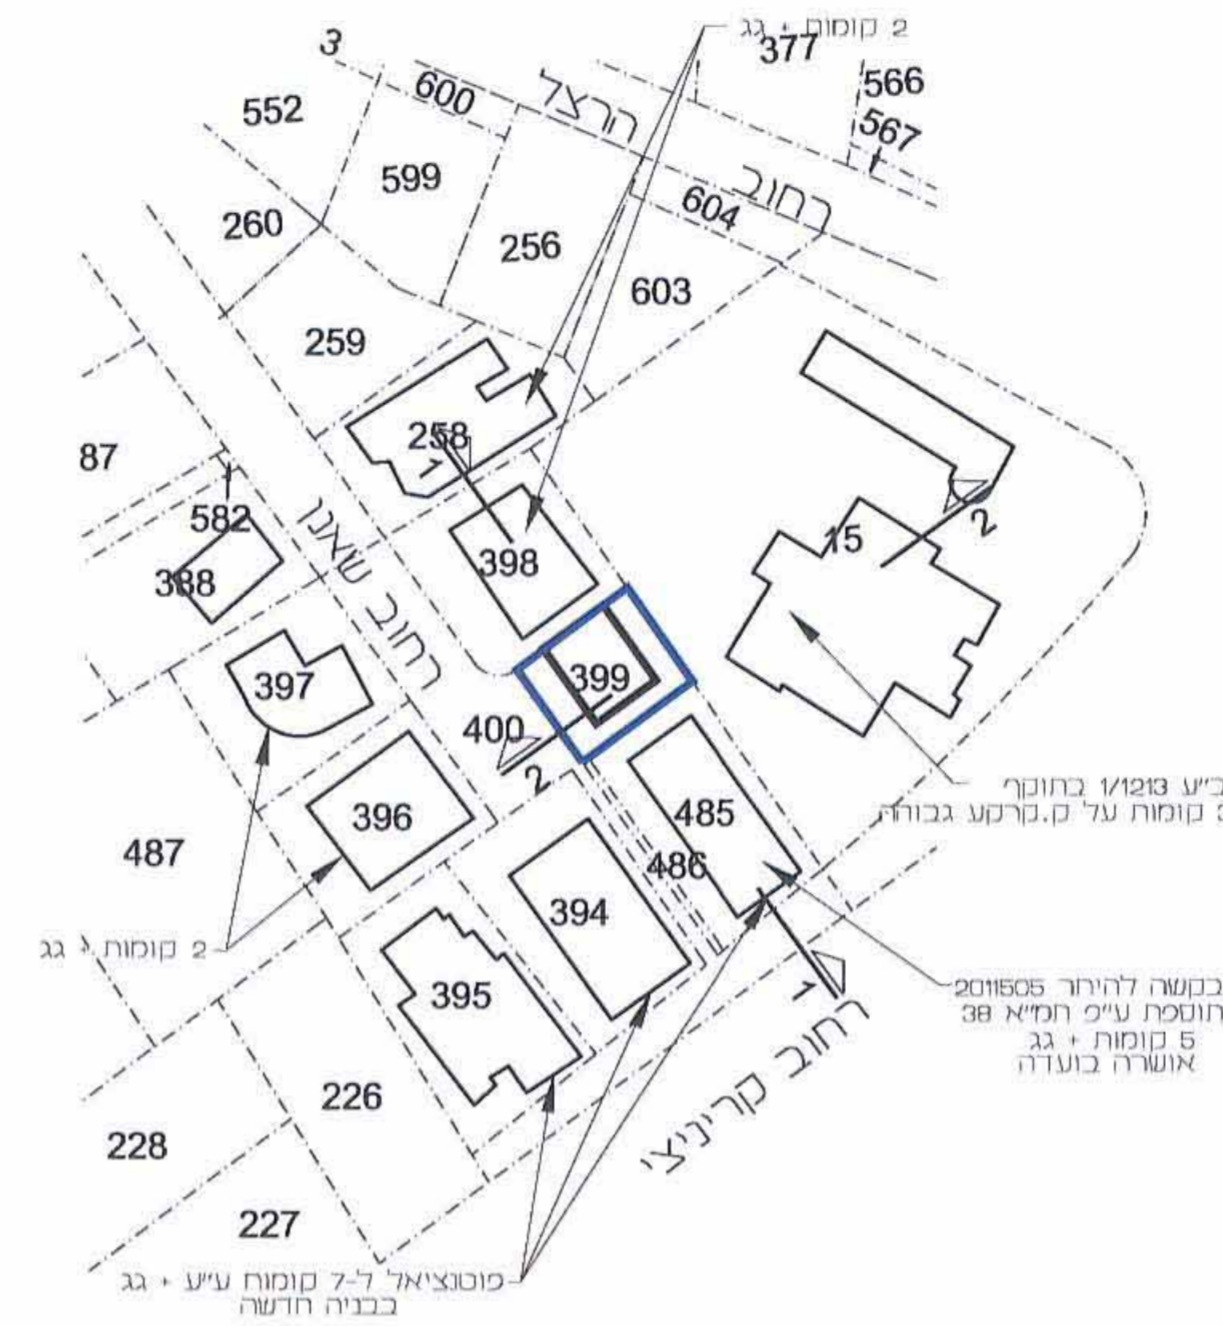 2 קומות + גג
377
3
600
הרצל
566
552
567
599
רחוב
604
260
256
603
259
258
1
87
582
שאנן
398
15
2
388
רחוב
397
399
400
2
396
485
ב"ע 1/1213 בתוקף
קומות על ק.קרקע גבוהה
487
486
394
2 קומות + גג
395
בקשה להיתר 2011505
תוספת ע"פ תמ"א 38
5 קומות + גג
אושרה בועדה
1
רחוב קריניצי
226
228
227
פוטנציאל ל-7 קומות ע"ע + גג
בבניה חדשה